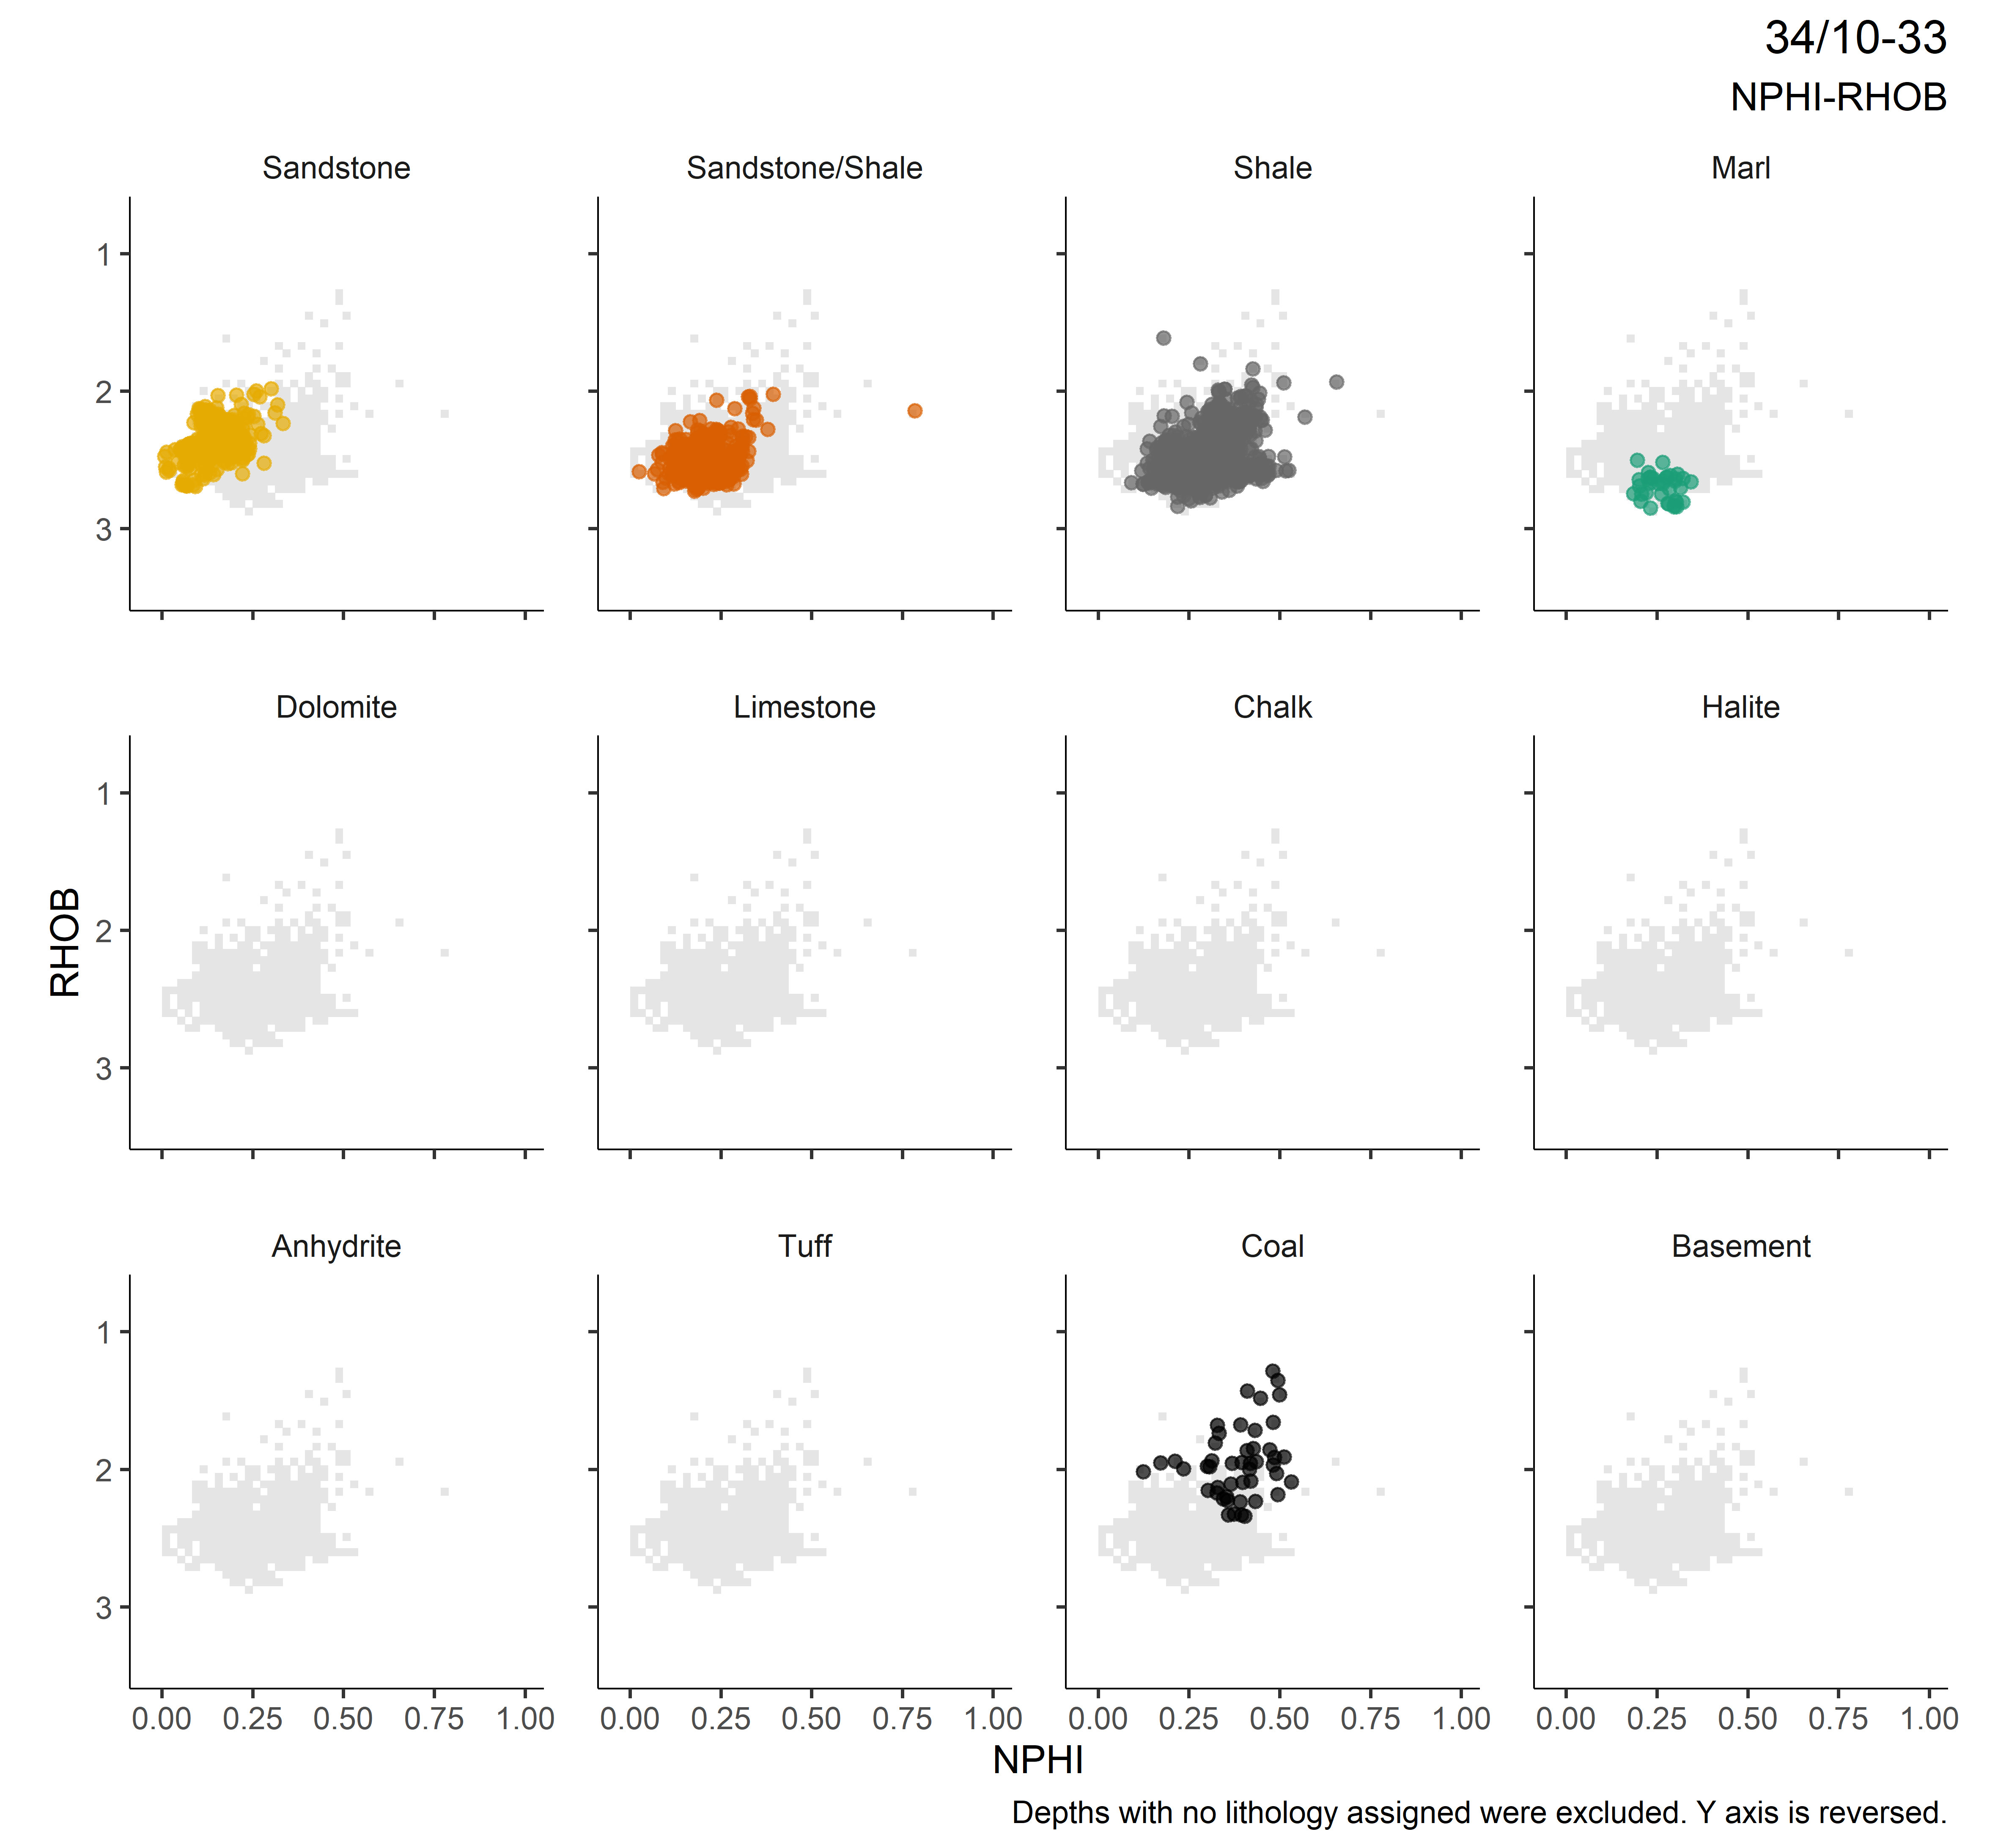 34/10-33
NPHI-RHOB
Sandstone Sandstone/Shale Shale Marl
1
2
3
Dolomite Limestone Chalk Halite
1
2
3
RHOB
Anhydrite Tuff Coal Basement
1
2
3
0.00 0.25 0.50 0.75 1.00 0.00 0.25 0.50 0.75 1.00 0.00 0.25 0.50 0.75 1.00 0.00 0.25 0.50 0.75 1.00
NPHI
Depths with no lithology assigned were excluded. Y axis is reversed.